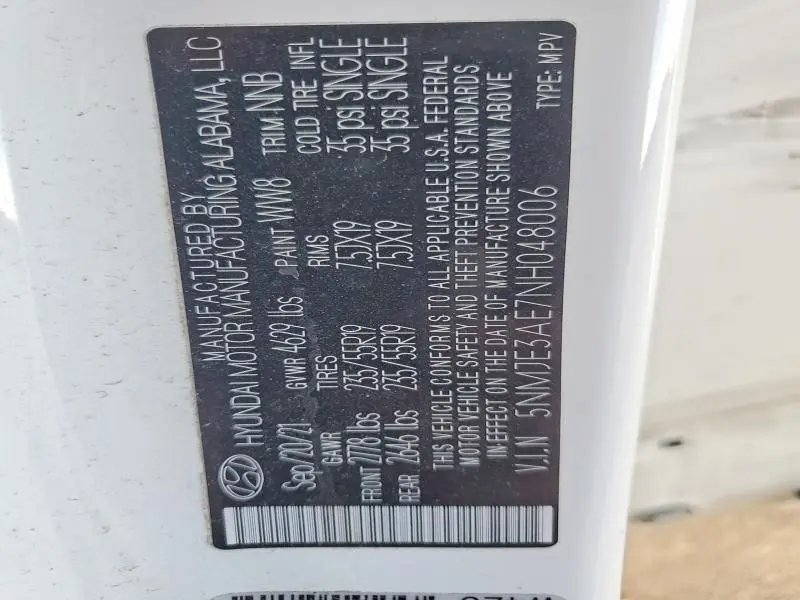 MANUFACTURED BY
HYUNDAI MOTOR MANUFACTURING ALABAMA, LLC
Sep/20/21 GVWR 4629 lbs PAINT WW8 TRIM NNB
GAWR TIRES RIMS COLD TIRE INFL
FRONT 2778 lbs 235/55R19 7.5JX19 35 psi SINGLE
REAR 2646 lbs 235/55R19 7.5JX19 35 psi SINGLE
THIS VEHICLE CONFORMS TO ALL APPLICABLE U.S.A. FEDERAL
MOTOR VEHICLE SAFETY AND THEFT PREVENTION STANDARDS
IN EFFECT ON THE DATE OF MANUFACTURE SHOWN ABOVE
V.I.N 5NMJE3AE7NH048006 TYPE: MPV